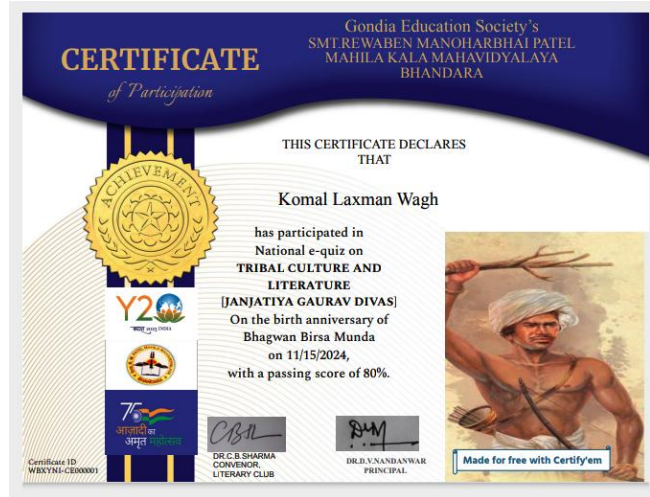 CERTIFICATE
of Participation
Gondia Education Society's
SMT.REWABEN MANOHARBHAI PATEL
MAHILA KALA MAHAVIDYALAYA
BHANDARA
THIS CERTIFICATE DECLARES
THAT
Komal Laxman Wagh
has participated in
National e-quiz on
TRIBAL CULTURE AND
LITERATURE
[JANJATIYA GAURAV DIVAS]
On the birth anniversary of
Bhagwan Birsa Munda
on 11/15/2024,
with a passing score of 80%.
ACHIEVEMENT
Y20
भारत 2023 INDIA
75
आज़ादी का
अमृत महोत्सव
DR.C.B.SHARMA
CONVENOR,
LITERARY CLUB
DR.D.V.NANDANWAR
PRINCIPAL
Certificate ID
WBXYNI-CE000001
Made for free with Certify'em